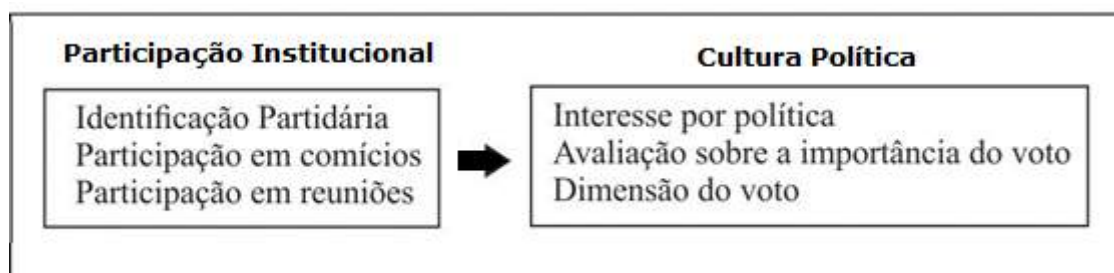 Participação Institucional
Identificação Partidária
Participação em comícios
Participação em reuniões
Cultura Política
Interesse por política
Avaliação sobre a importância do voto
Dimensão do voto